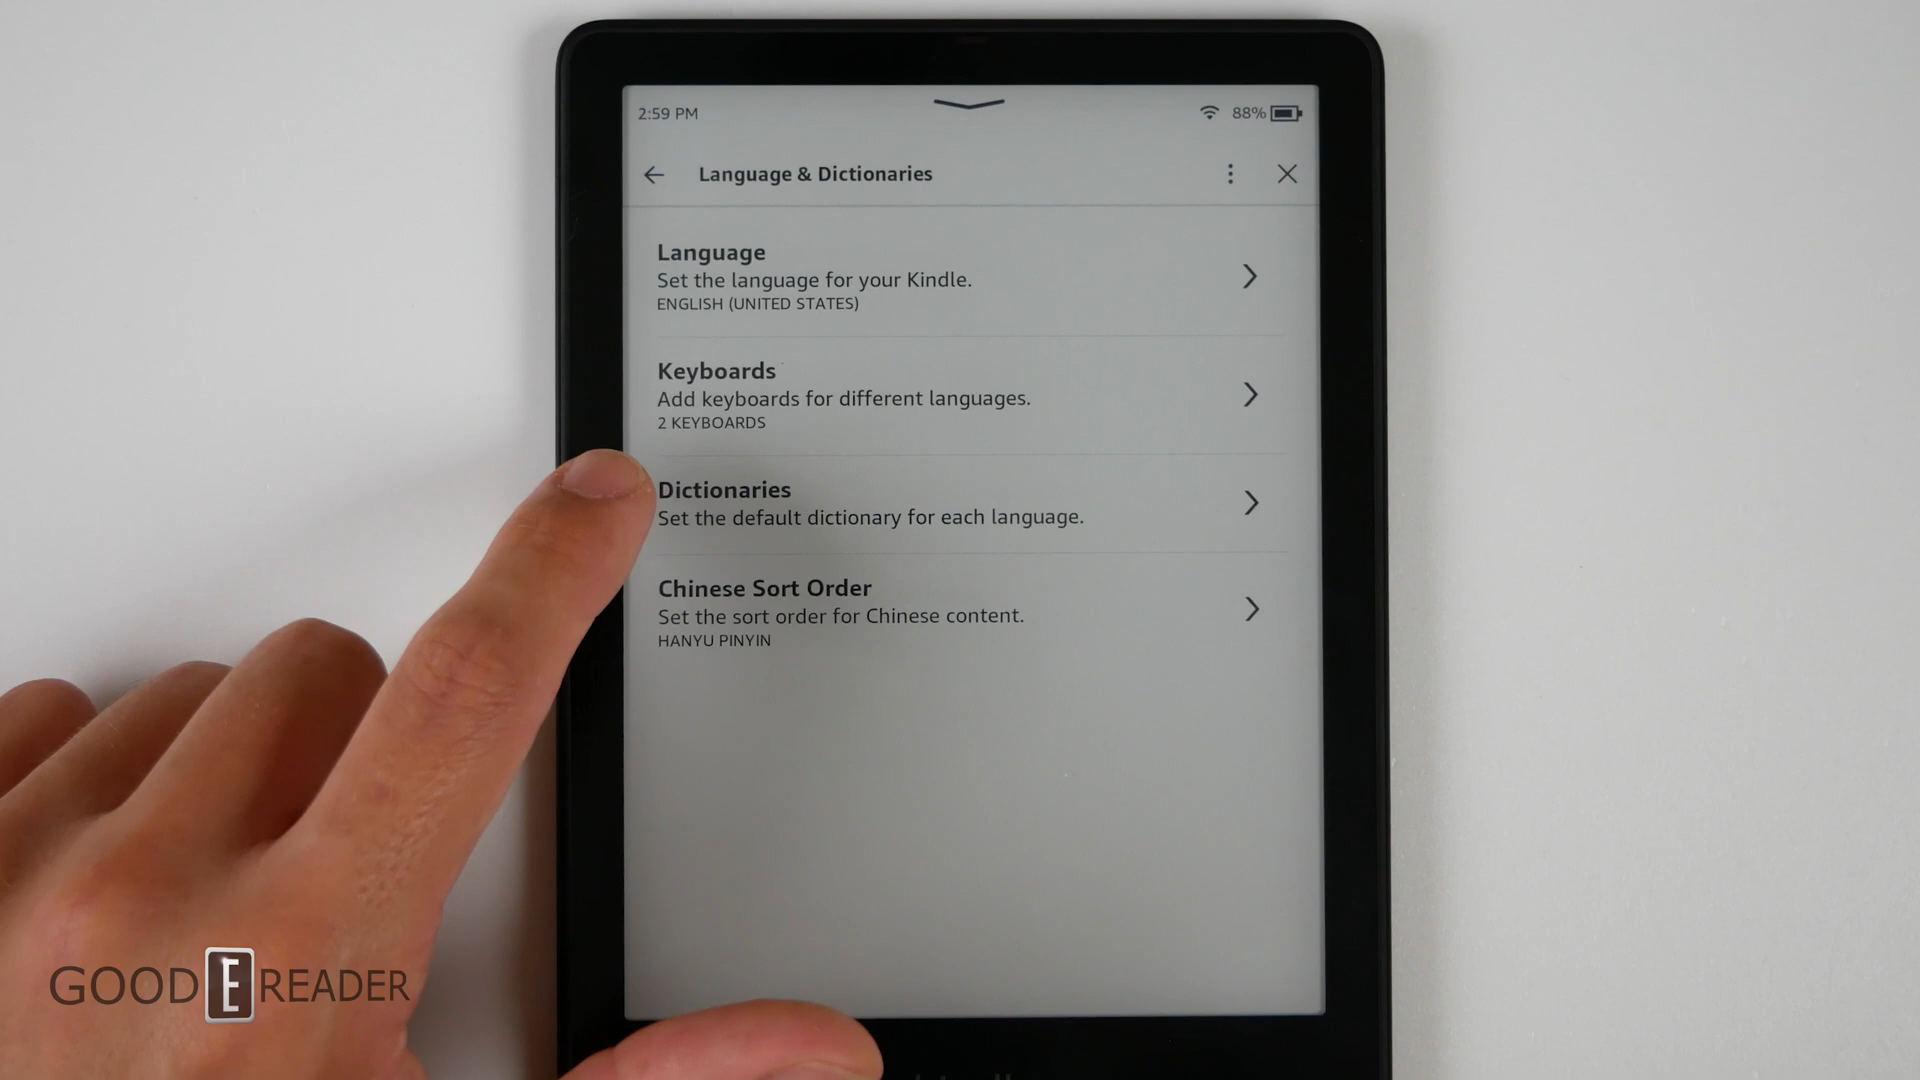 2:59 PM
88%
Language & Dictionaries
Language
Set the language for your Kindle.
ENGLISH (UNITED STATES)
Keyboards
Add keyboards for different languages.
2 KEYBOARDS
Dictionaries
Set the default dictionary for each language.
Chinese Sort Order
Set the sort order for Chinese content.
HANYU PINYIN
GOOD E READER